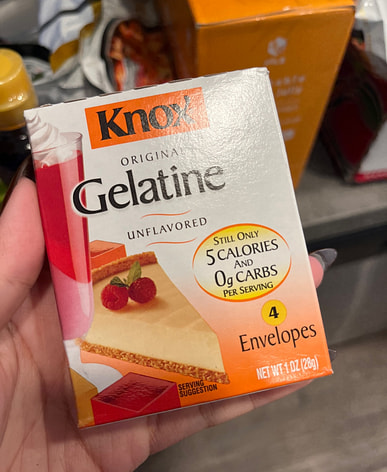 Knox
ORIGINAL
Gelatine
UNFLAVORED
STILL ONLY
5 CALORIES
AND
0g CARBS
PER SERVING
4
Envelopes
SERVING
SUGGESTION
NET WT 1 OZ (28g)